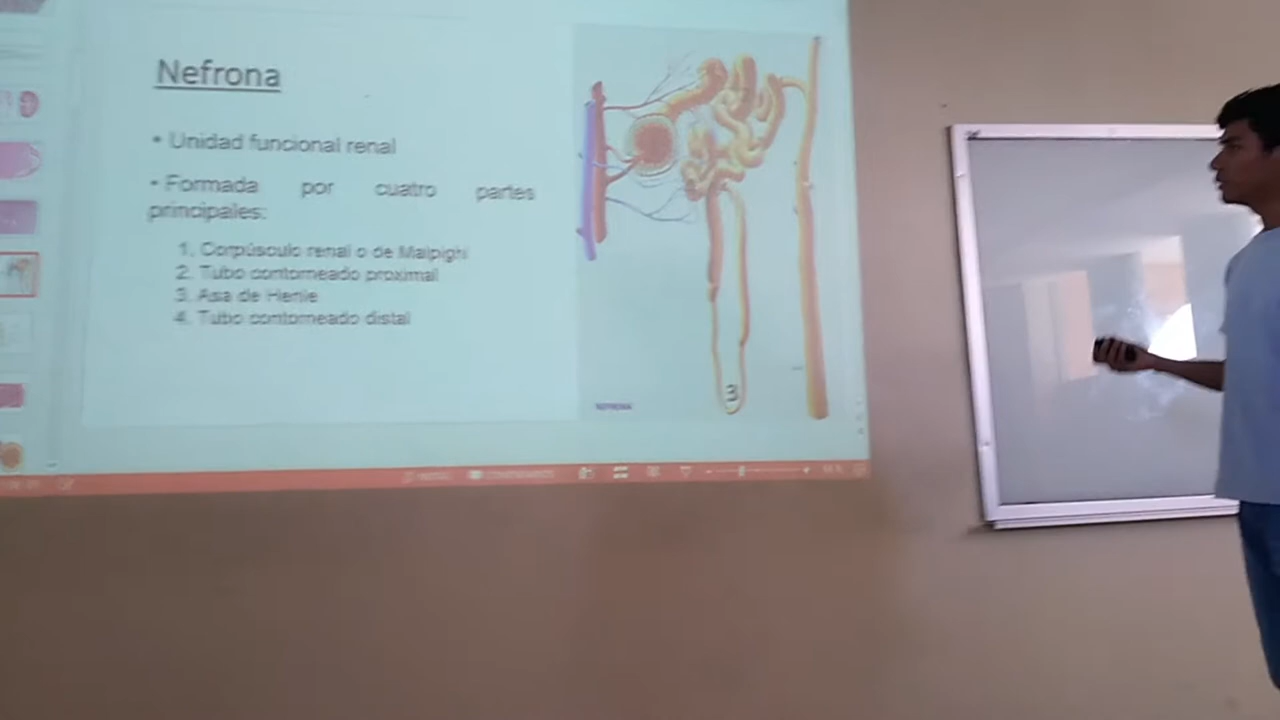 Nefrona
• Unidad funcional renal
• Formada por cuatro partes
principales:
1. Corpúsculo renal o de Malpighi
2. Tubo contorneado proximal
3. Asa de Henle
4. Tubo contorneado distal
3
NEFRONA